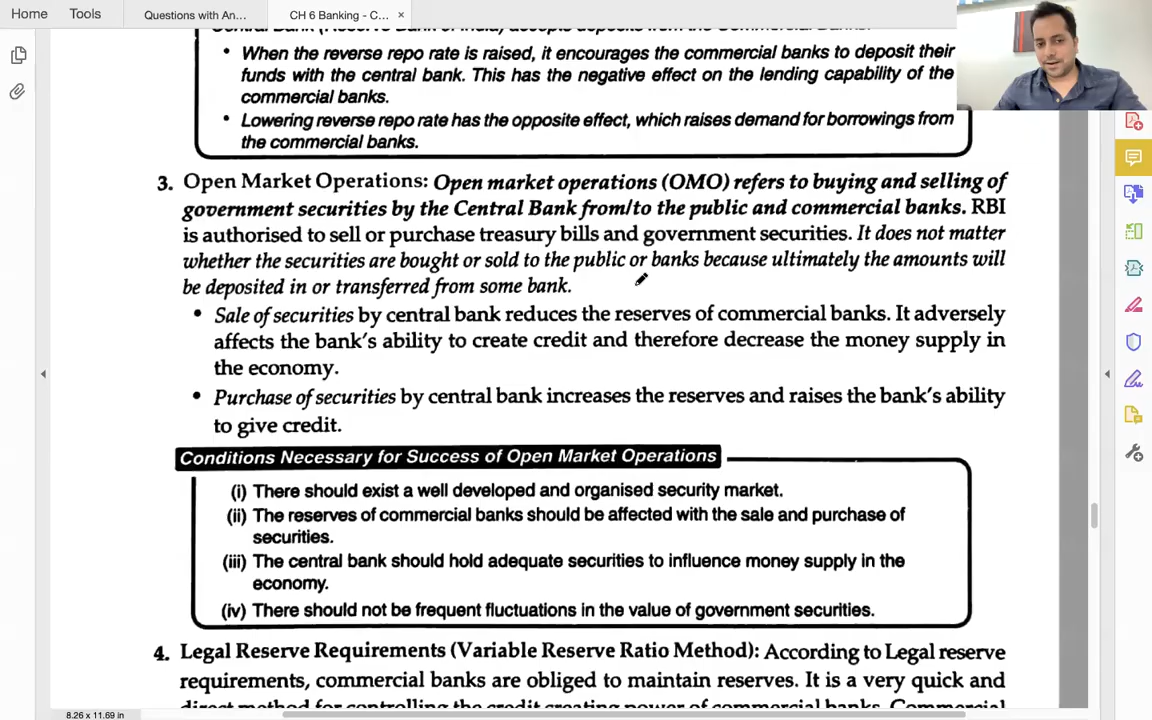 Home
Tools
Questions with An...
CH 6 Banking - C...
×
When the reverse repo rate is raised, it encourages the commercial banks to deposit their
funds with the central bank. This has the negative effect on the lending capability of the
commercial banks.
Lowering reverse repo rate has the opposite effect, which raises demand for borrowings from
the commercial banks.
3. Open Market Operations: Open market operations (OMO) refers to buying and selling of
government securities by the Central Bank from/to the public and commercial banks. RBI
is authorised to sell or purchase treasury bills and government securities. It does not matter
whether the securities are bought or sold to the public or banks because ultimately the amounts will
be deposited in or transferred from some bank.
• Sale of securities by central bank reduces the reserves of commercial banks. It adversely
affects the bank's ability to create credit and therefore decrease the money supply in
the economy.
• Purchase of securities by central bank increases the reserves and raises the bank's ability
to give credit.
Conditions Necessary for Success of Open Market Operations
(i) There should exist a well developed and organised security market.
(ii) The reserves of commercial banks should be affected with the sale and purchase of
securities.
(iii) The central bank should hold adequate securities to influence money supply in the
economy.
(iv) There should not be frequent fluctuations in the value of government securities.
4. Legal Reserve Requirements (Variable Reserve Ratio Method): According to Legal reserve
requirements, commercial banks are obliged to maintain reserves. It is a very quick and
direct method for controlling the credit creating power of commercial banks. Commercial
8.26 x 11.69 in